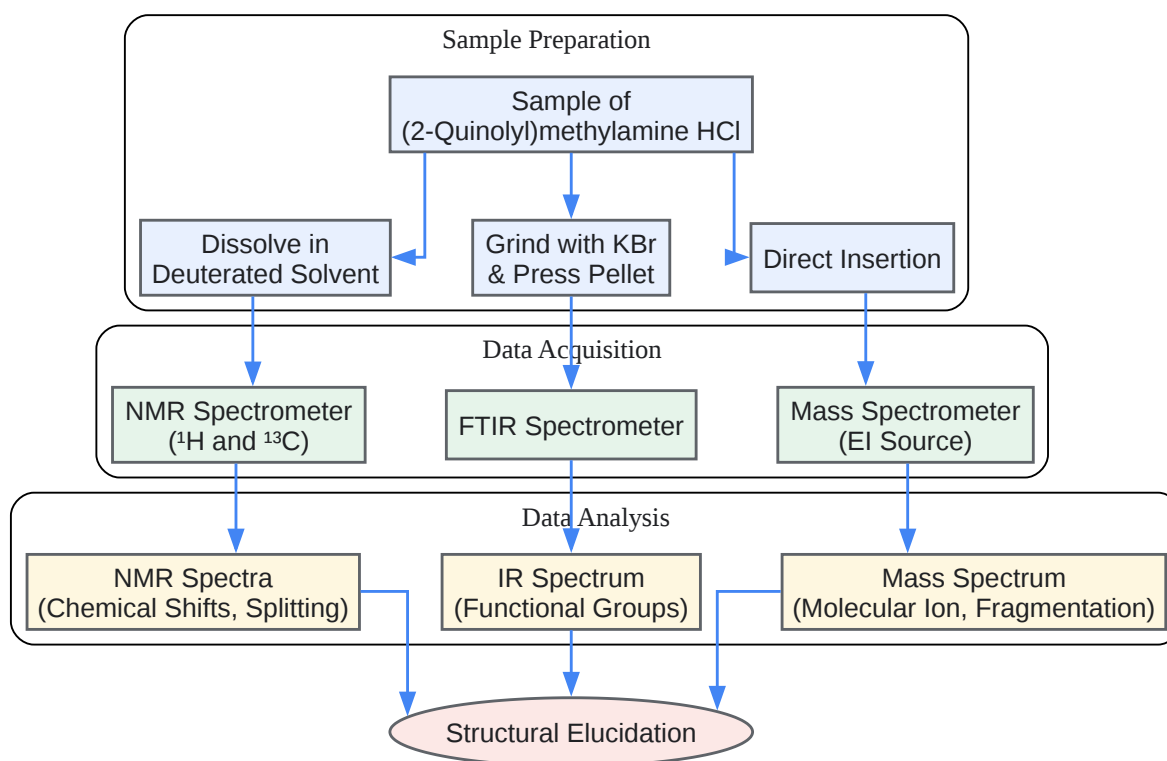 Sample Preparation
Sample of
(2-Quinolyl)methylamine HCl
Dissolve in
Deuterated Solvent
Grind with KBr
& Press Pellet
Direct Insertion
Data Acquisition
NMR Spectrometer
(¹H and ¹³C)
FTIR Spectrometer
Mass Spectrometer
(EI Source)
Data Analysis
NMR Spectra
(Chemical Shifts, Splitting)
IR Spectrum
(Functional Groups)
Mass Spectrum
(Molecular Ion, Fragmentation)
Structural Elucidation